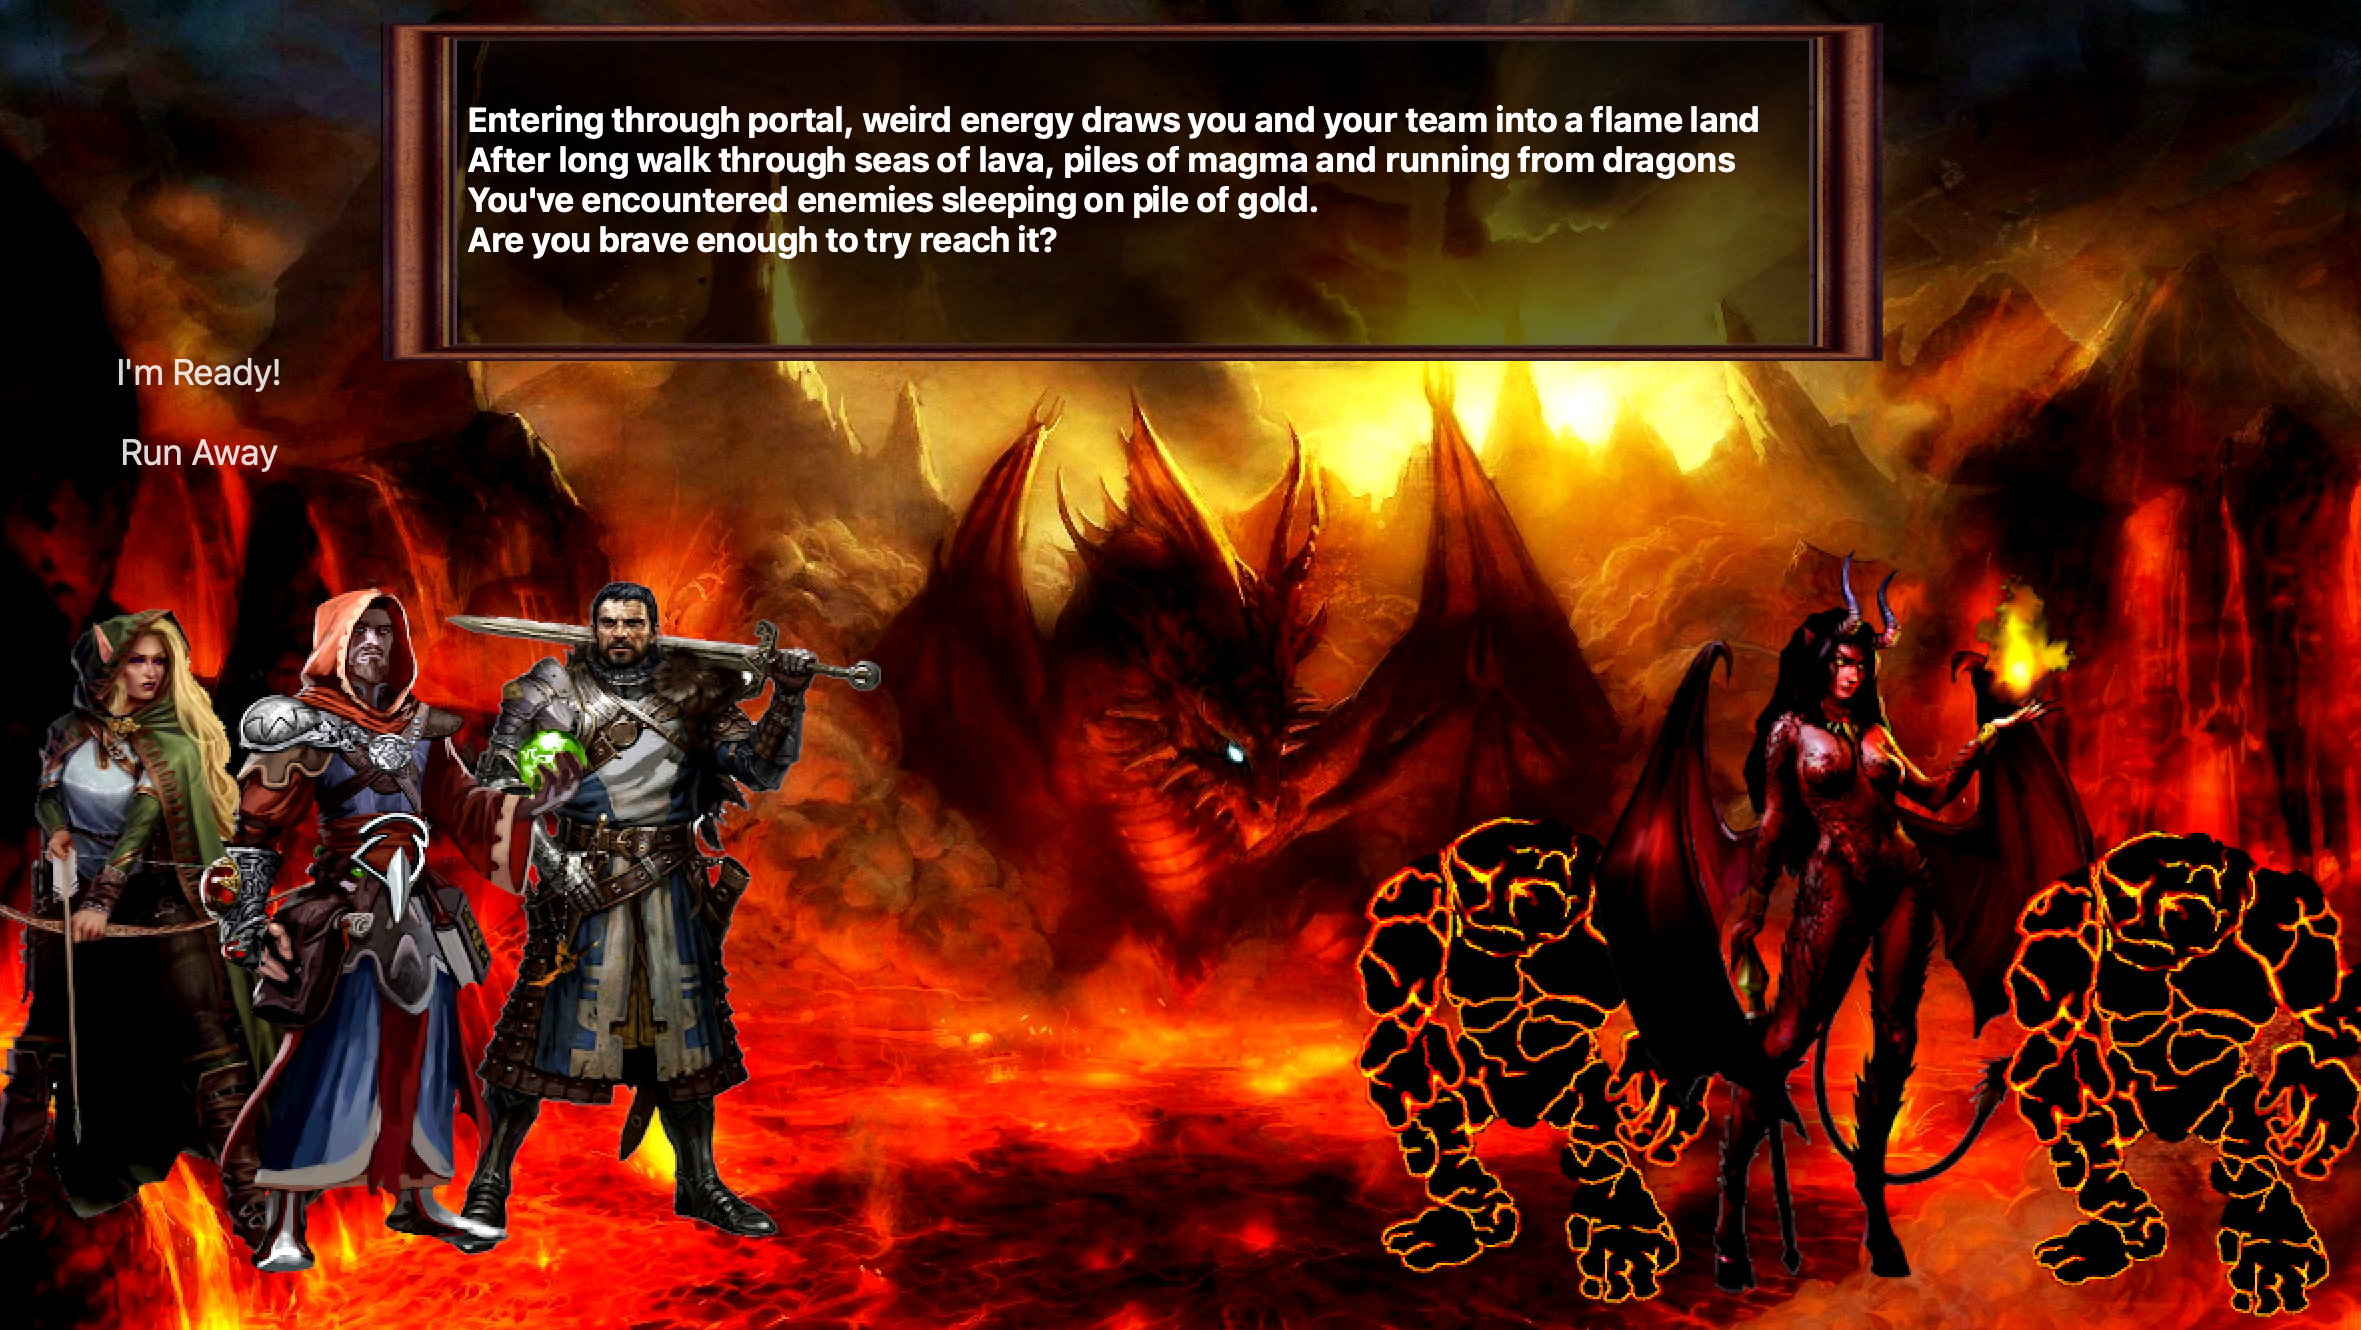 Entering through portal, weird energy draws you and your team into a flame land
After long walk through seas of lava, piles of magma and running from dragons
You've encountered enemies sleeping on pile of gold.
Are you brave enough to try reach it?
I'm Ready!
Run Away